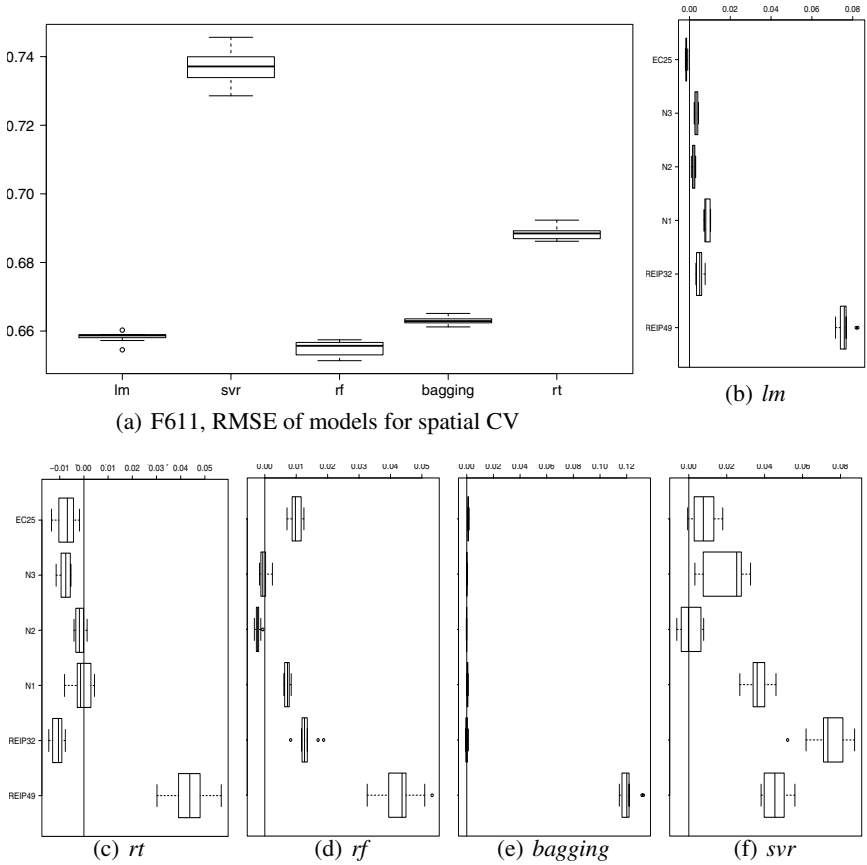 0.74
0.72
0.70
0.68
0.66
lm svr rf bagging rt
(a) F611, RMSE of models for spatial CV
0.00 0.02 0.04 0.06 0.08
EC25
N3
N2
N1
REIP32
REIP49
(b) lm
−0.01 0.00 0.01 0.02 0.03 0.04 0.05
EC25
N3
N2
N1
REIP32
REIP49
(c) rt
0.00 0.01 0.02 0.03 0.04 0.05
(d) rf
0.00 0.02 0.04 0.06 0.08 0.10 0.12
(e) bagging
0.00 0.02 0.04 0.06 0.08
(f) svr